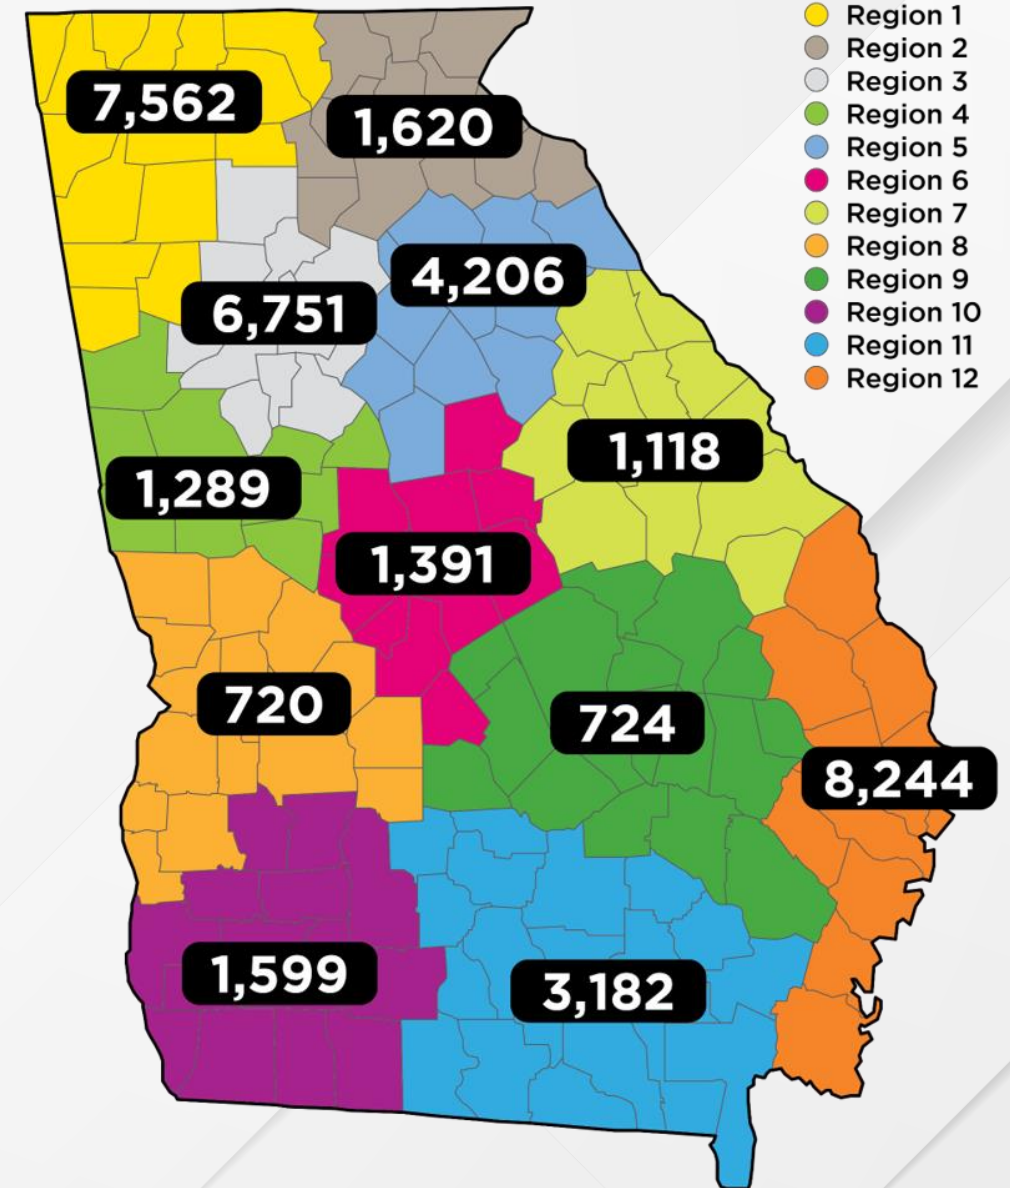 Region 1
Region 2
Region 3
Region 4
Region 5
Region 6
Region 7
Region 8
Region 9
Region 10
Region 11
Region 12
7,562
1,620
4,206
6,751
1,118
1,289
1,391
720
724
8,244
1,599
3,182